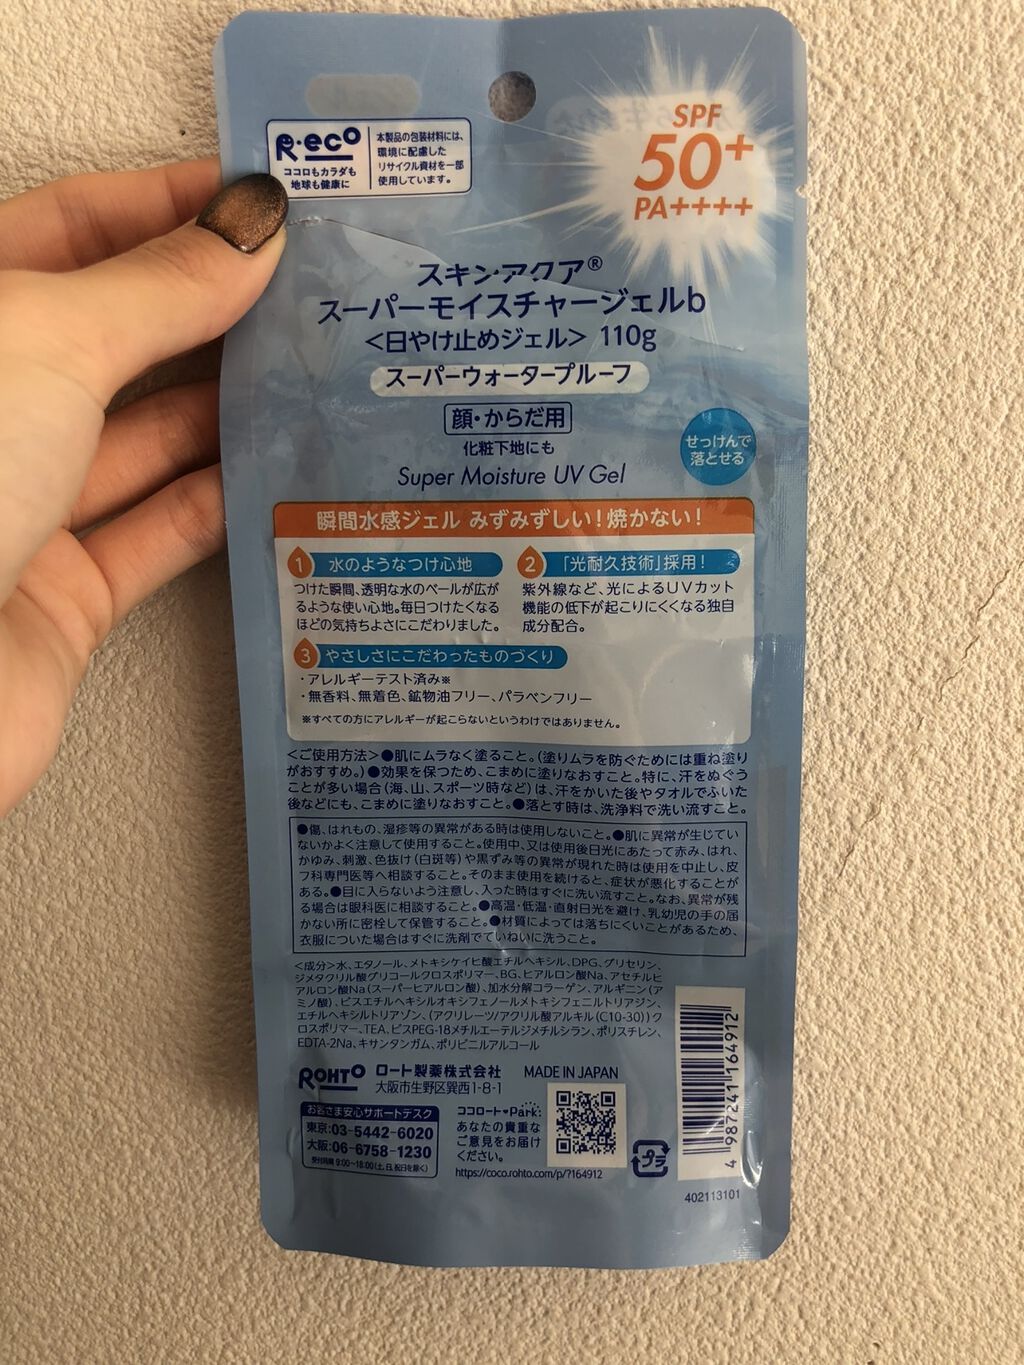 R・eco
ココロもカラダも
地球も健康に
本製品の包装材料には、
環境に配慮した
リサイクル資材を一部
使用しています。
SPF
50+
PA++++
スキンアクア®
スーパーモイスチャージェルb
＜日やけ止めジェル＞ 110g
スーパーウォータープルーフ
顔・からだ用
化粧下地にも
せっけんで
落とせる
Super Moisture UV Gel
瞬間水感ジェル みずみずしい！焼かない！
1 水のようなつけ心地
つけた瞬間、透明な水のベールが広が
るような使い心地。毎日つけたくなる
ほどの気持ちよさにこだわりました。
2 「光耐久技術」採用！
紫外線など、光によるUVカット
機能の低下が起こりにくくなる独自
成分配合。
3 やさしさにこだわったものづくり
・アレルギーテスト済み※
・無香料、無着色、鉱物油フリー、パラベンフリー
※すべての方にアレルギーが起こらないというわけではありません。
＜ご使用方法＞●肌にムラなく塗ること。（塗りムラを防ぐためには重ね塗り
がおすすめ。）●効果を保つため、こまめに塗りなおすこと。特に、汗をぬぐう
ことが多い場合（海、山、スポーツ時など）は、汗をかいた後やタオルでふいた
後などにも、こまめに塗りなおすこと。●落とす時は、洗浄料で洗い流すこと。
●傷、はれもの、湿疹等の異常がある時は使用しないこと。●肌に異常が生じてい
ないかよく注意して使用すること。使用中、又は使用後日光にあたって赤み、はれ、
かゆみ、刺激、色抜け（白斑等）や黒ずみ等の異常が現れた時は使用を中止し、皮
フ科専門医等へ相談すること。そのまま使用を続けると、症状が悪化することが
ある。●目に入らないよう注意し、入った時はすぐに洗い流すこと。なお、異常が残
る場合は眼科医に相談すること。●高温・低温・直射日光を避け、乳幼児の手の届
かない所に密栓して保管すること。●材質によっては落ちにくいことがあるため、
衣服についた場合はすぐに洗剤でていねいに洗うこと。
＜成分＞水、エタノール、メトキシケイヒ酸エチルヘキシル、DPG、グリセリン、
ジメタクリル酸グリコールクロスポリマー、BG、ヒアルロン酸Na、アセチルヒ
アルロン酸Na（スーパーヒアルロン酸）、加水分解コラーゲン、アルギニン（ア
ミノ酸）、ビスエチルヘキシルオキシフェノールメトキシフェニルトリアジン、
エチルヘキシルトリアゾン、（アクリレーツ/アクリル酸アルキル（C10-30））ク
ロスポリマー、TEA、ビスPEG-18メチルエーテルジメチルシラン、ポリスチレン、
EDTA-2Na、キサンタンガム、ポリビニルアルコール
ROHTO ロート製薬株式会社 MADE IN JAPAN
大阪市生野区巽西1-8-1
お客さま安心サポートデスク
東京:03-5442-6020
大阪:06-6758-1230
受付時間 9:00～18:00（土、日、祝日を除く）
ココロート♥Park:
あなたの貴重な
ご意見をお届け
ください。
https://coco.rohto.com/p/?164912
プラ
4 987241 164912
402113101